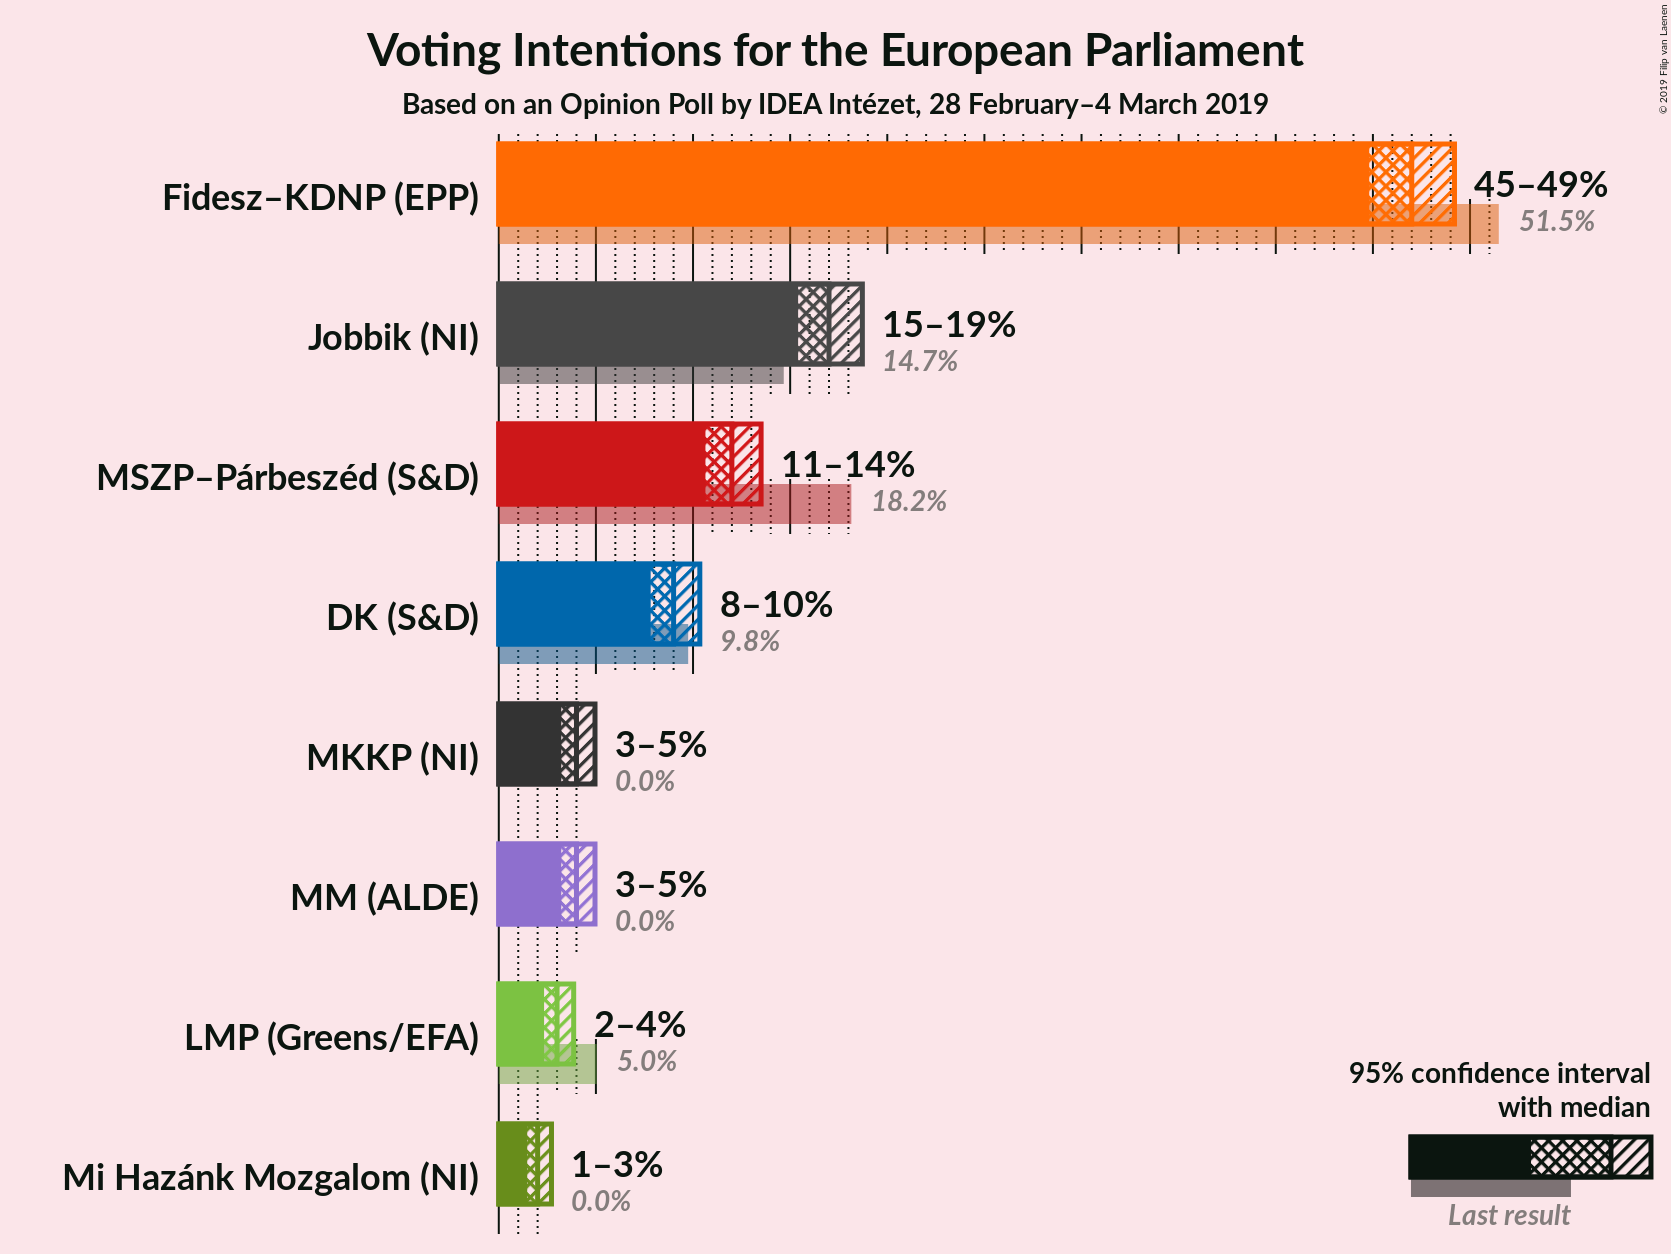 Voting Intentions for the European Parliament
Based on an Opinion Poll by IDEA Intézet, 28 February–4 March 2019
© 2019 Filip van Laenen
Fidesz–KDNP (EPP)
45–49%
51.5%
Jobbik (NI)
15–19%
14.7%
MSZP–Párbeszéd (S&D)
11–14%
18.2%
DK (S&D)
8–10%
9.8%
MKKP (NI)
3–5%
0.0%
MM (ALDE)
3–5%
0.0%
LMP (Greens/EFA)
2–4%
5.0%
Mi Hazánk Mozgalom (NI)
1–3%
0.0%
95% confidence interval
with median
Last result